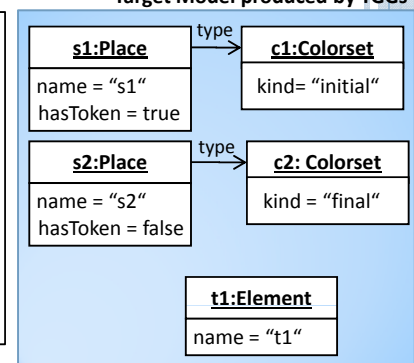 Target Model produced by TGGs
type
s1:Place
c1:Colorset
name = “s1“
hasToken = true
kind= “initial“
type
s2:Place
c2: Colorset
name = “s2“
hasToken = false
kind = “final“
t1:Element
name = “t1“